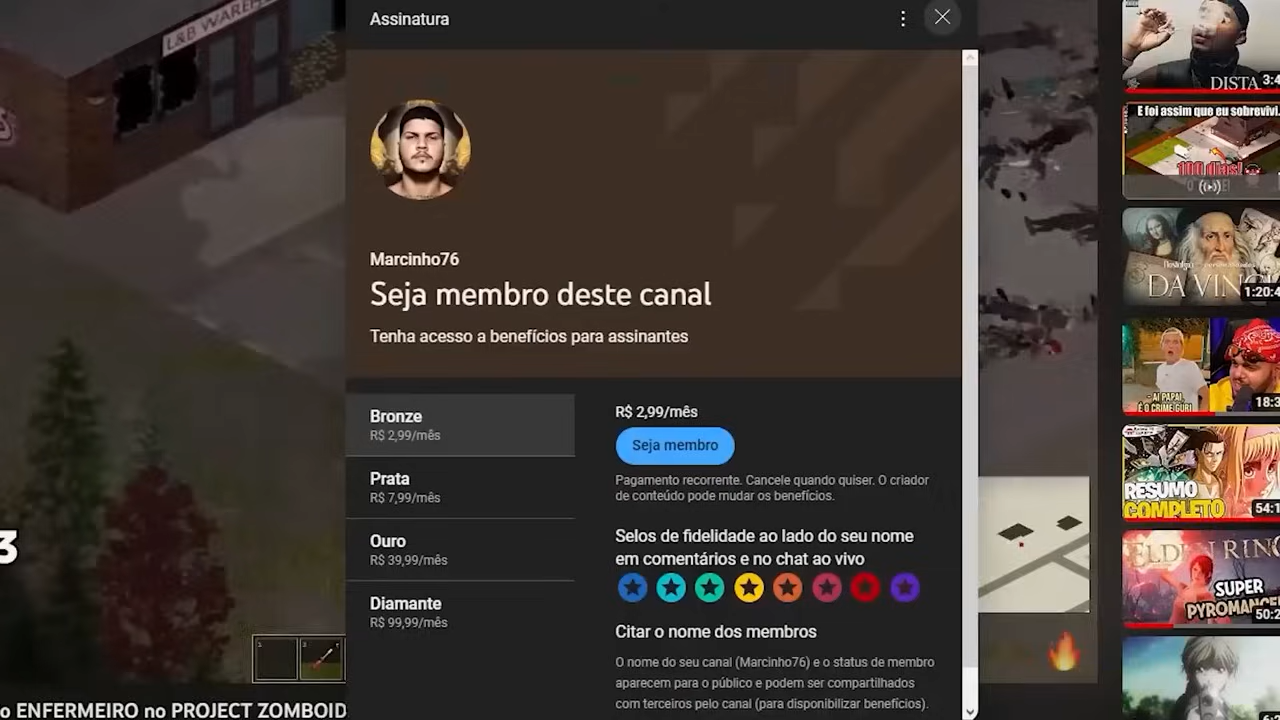 Assinatura
L&B WAREH
Marcinho76
Seja membro deste canal
Tenha acesso a benefícios para assinantes
Bronze
R$ 2,99/mês
Prata
R$ 7,99/mês
Ouro
R$ 39,99/mês
Diamante
R$ 99,99/mês
R$ 2,99/mês
Seja membro
Pagamento recorrente. Cancele quando quiser. O criador
de conteúdo pode mudar os benefícios.
Selos de fidelidade ao lado do seu nome
em comentários e no chat ao vivo
Citar o nome dos membros
O nome do seu canal (Marcinho76) e o status de membro
aparecem para o público e podem ser compartilhados
com terceiros pelo canal (para disponibilizar benefícios).
3
o ENFERMEIRO no PROJECT ZOMBOID
DISTA
3:4
E foi assim que eu sobrevivi.
100 dias!
DA VIN
1:20:4
- AI PAPAI,
É O CRIME GURI
18:3
RESUMO
COMPLETO
54:1
ELDEN RING
SUPER
PYROMANCE
50:2